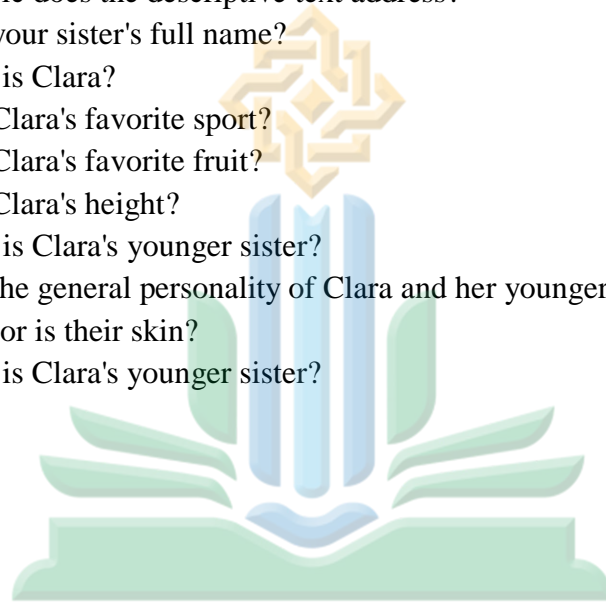 ic does the descriptive text address?
your sister's full name?
is Clara?
Clara's favorite sport?
Clara's favorite fruit?
Clara's height?
is Clara's younger sister?
he general personality of Clara and her younger
or is their skin?
is Clara's younger sister?